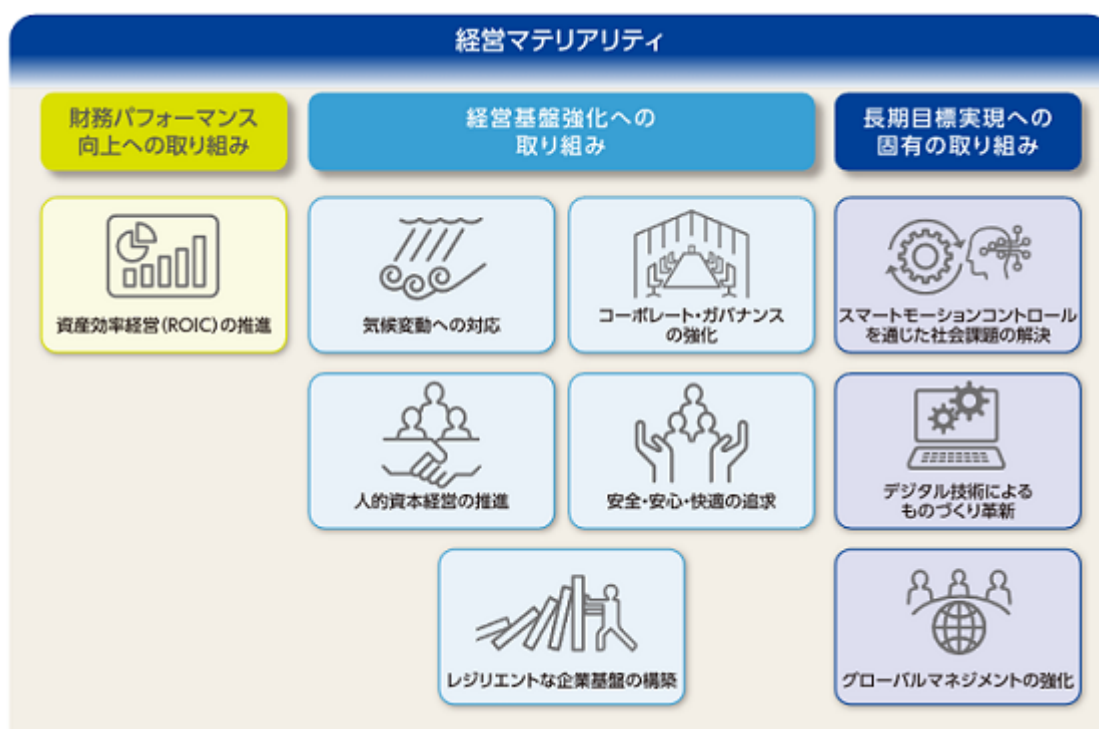 経営マテリアリティ
財務パフォーマンス
向上への取り組み
資産効率経営(ROIC)の推進
経営基盤強化への
取り組み
気候変動への対応
コーポレート・ガバナンス
の強化
人的資本経営の推進
安全・安心・快適の追求
レジリエントな企業基盤の構築
長期目標実現への
固有の取り組み
スマートモーションコントロール
を通じた社会課題の解決
デジタル技術による
ものづくり革新
グローバルマネジメントの強化